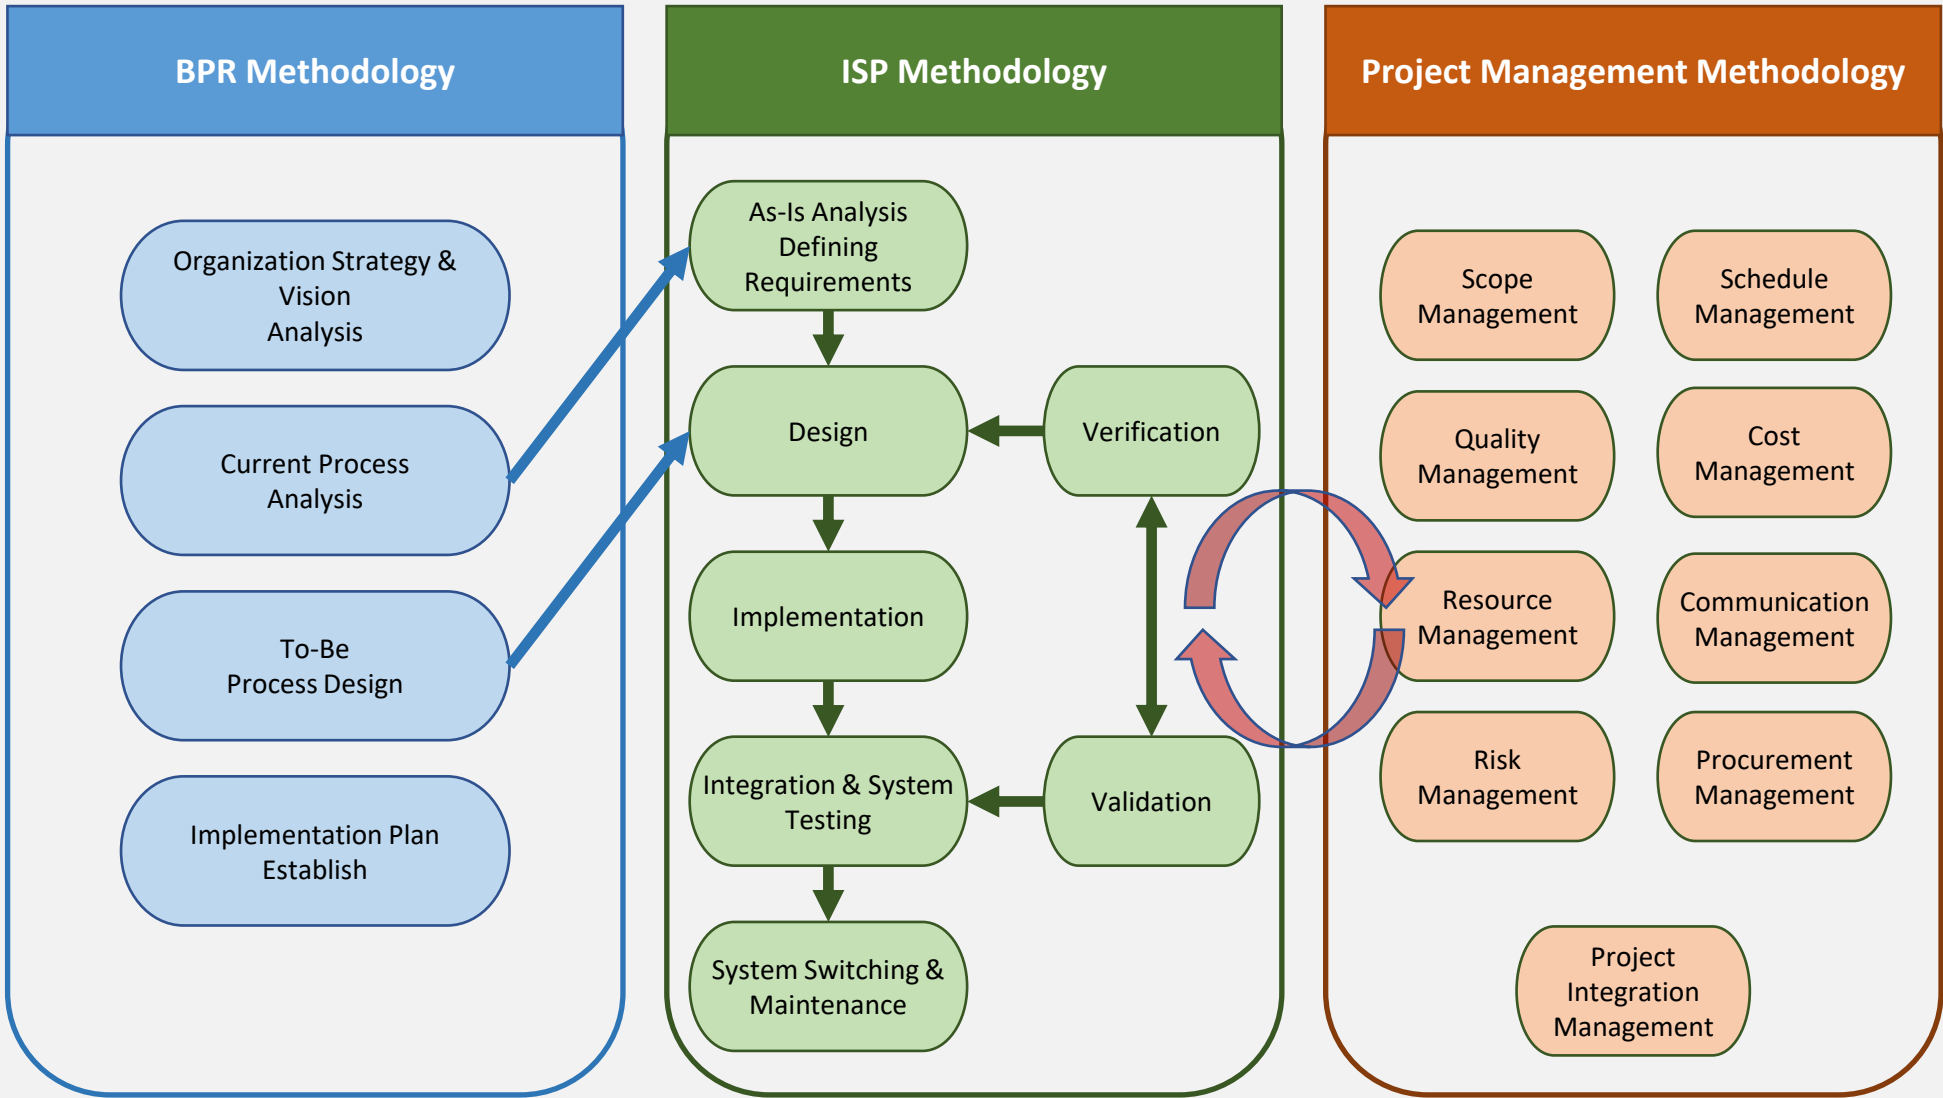 BPR Methodology
Organization Strategy &
Vision
Analysis
Current Process
Analysis
To-Be
Process Design
Implementation Plan
Establish
ISP Methodology
As-Is Analysis
Defining
Requirements
Design
Verification
Implementation
Integration & System
Testing
Validation
System Switching &
Maintenance
Project Management Methodology
Scope
Management
Schedule
Management
Quality
Management
Cost
Management
Resource
Management
Communication
Management
Risk
Management
Procurement
Management
Project
Integration
Management